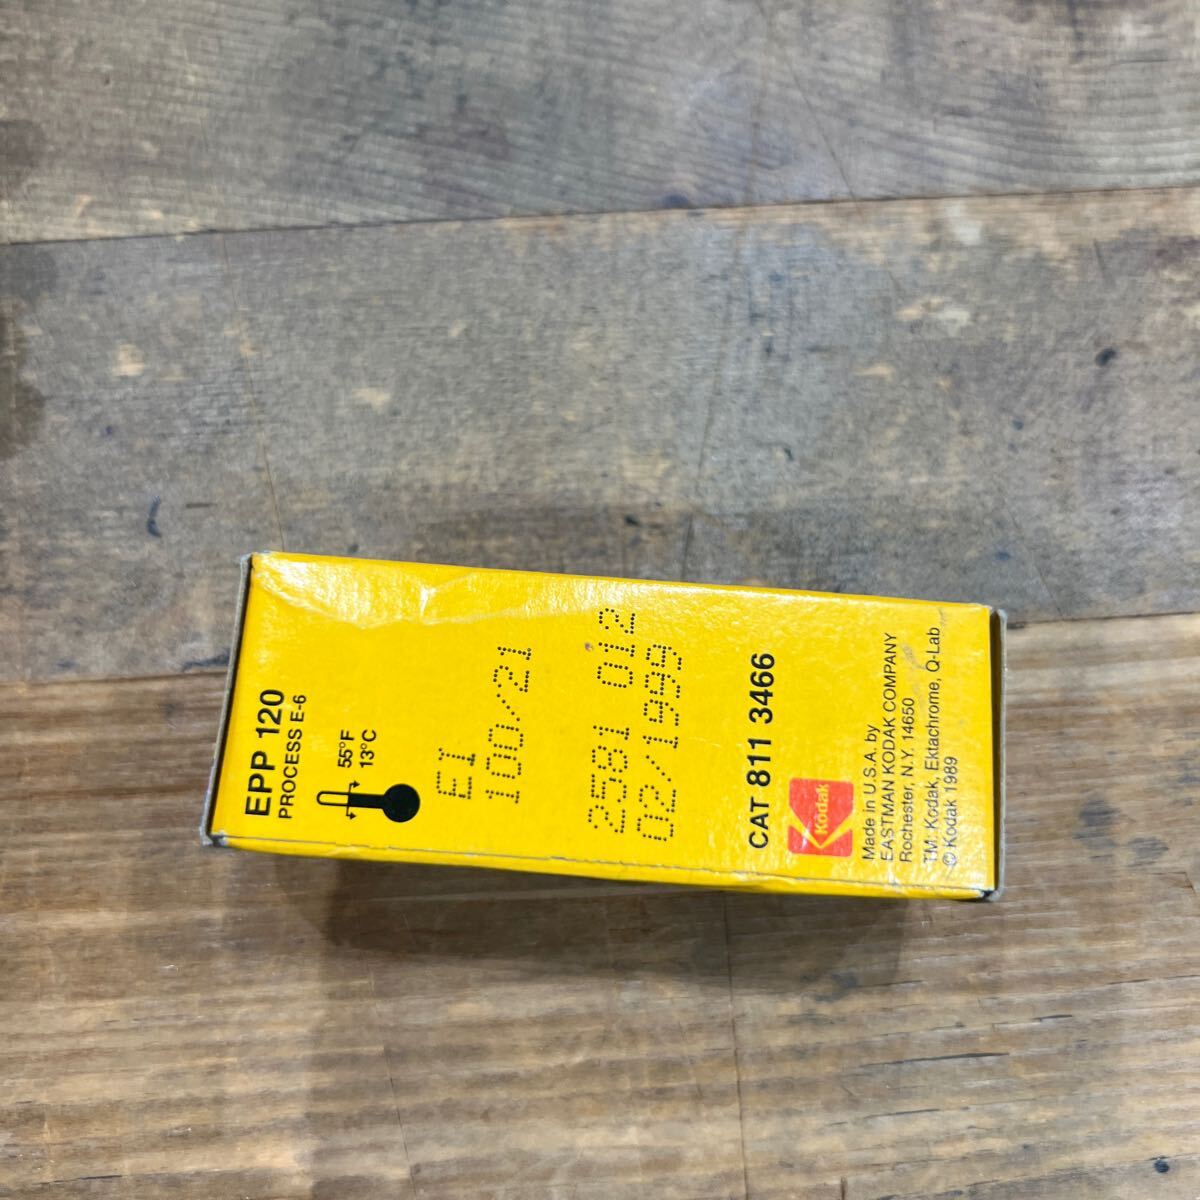 EPP 120
PROCESS E-6
55°F
13°C
EI
100/21
2581 012
02/1999
CAT 811 3466
Kodak
Made in U.S.A. by
EASTMAN KODAK COMPANY
Rochester, N.Y. 14650
TM: Kodak, Ektachrome, Q-Lab
© Kodak 1989